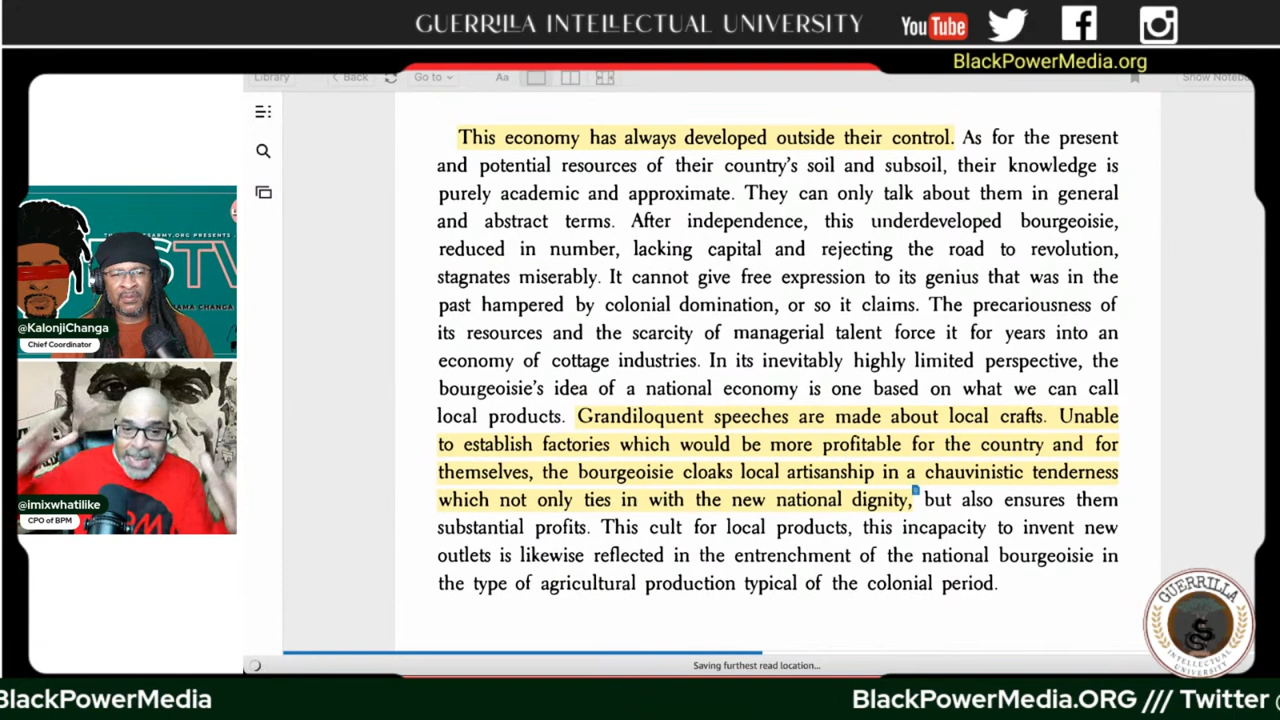 GUERRILLA INTELLECTUAL UNIVERSITY
YouTube
BlackPowerMedia.org
Library
Back
Go to
Aa
This economy has always developed outside their control. As for the present
and potential resources of their country's soil and subsoil, their knowledge is
purely academic and approximate. They can only talk about them in general
and abstract terms. After independence, this underdeveloped bourgeoisie,
reduced in number, lacking capital and rejecting the road to revolution,
stagnates miserably. It cannot give free expression to its genius that was in the
past hampered by colonial domination, or so it claims. The precariousness of
its resources and the scarcity of managerial talent force it for years into an
economy of cottage industries. In its inevitably highly limited perspective, the
bourgeoisie's idea of a national economy is one based on what we can call
local products. Grandiloquent speeches are made about local crafts. Unable
to establish factories which would be more profitable for the country and for
themselves, the bourgeoisie cloaks local artisanship in a chauvinistic tenderness
which not only ties in with the new national dignity, but also ensures them
substantial profits. This cult for local products, this incapacity to invent new
outlets is likewise reflected in the entrenchment of the national bourgeoisie in
the type of agricultural production typical of the colonial period.
Saving furthest read location...
@KalonjiChanga
Chief Coordinator
@imixwhatilike
CPO of BPM
GUERRILLA
INTELLECTUAL
UNIVERSITY
BlackPowerMedia
BlackPowerMedia.ORG /// Twitter